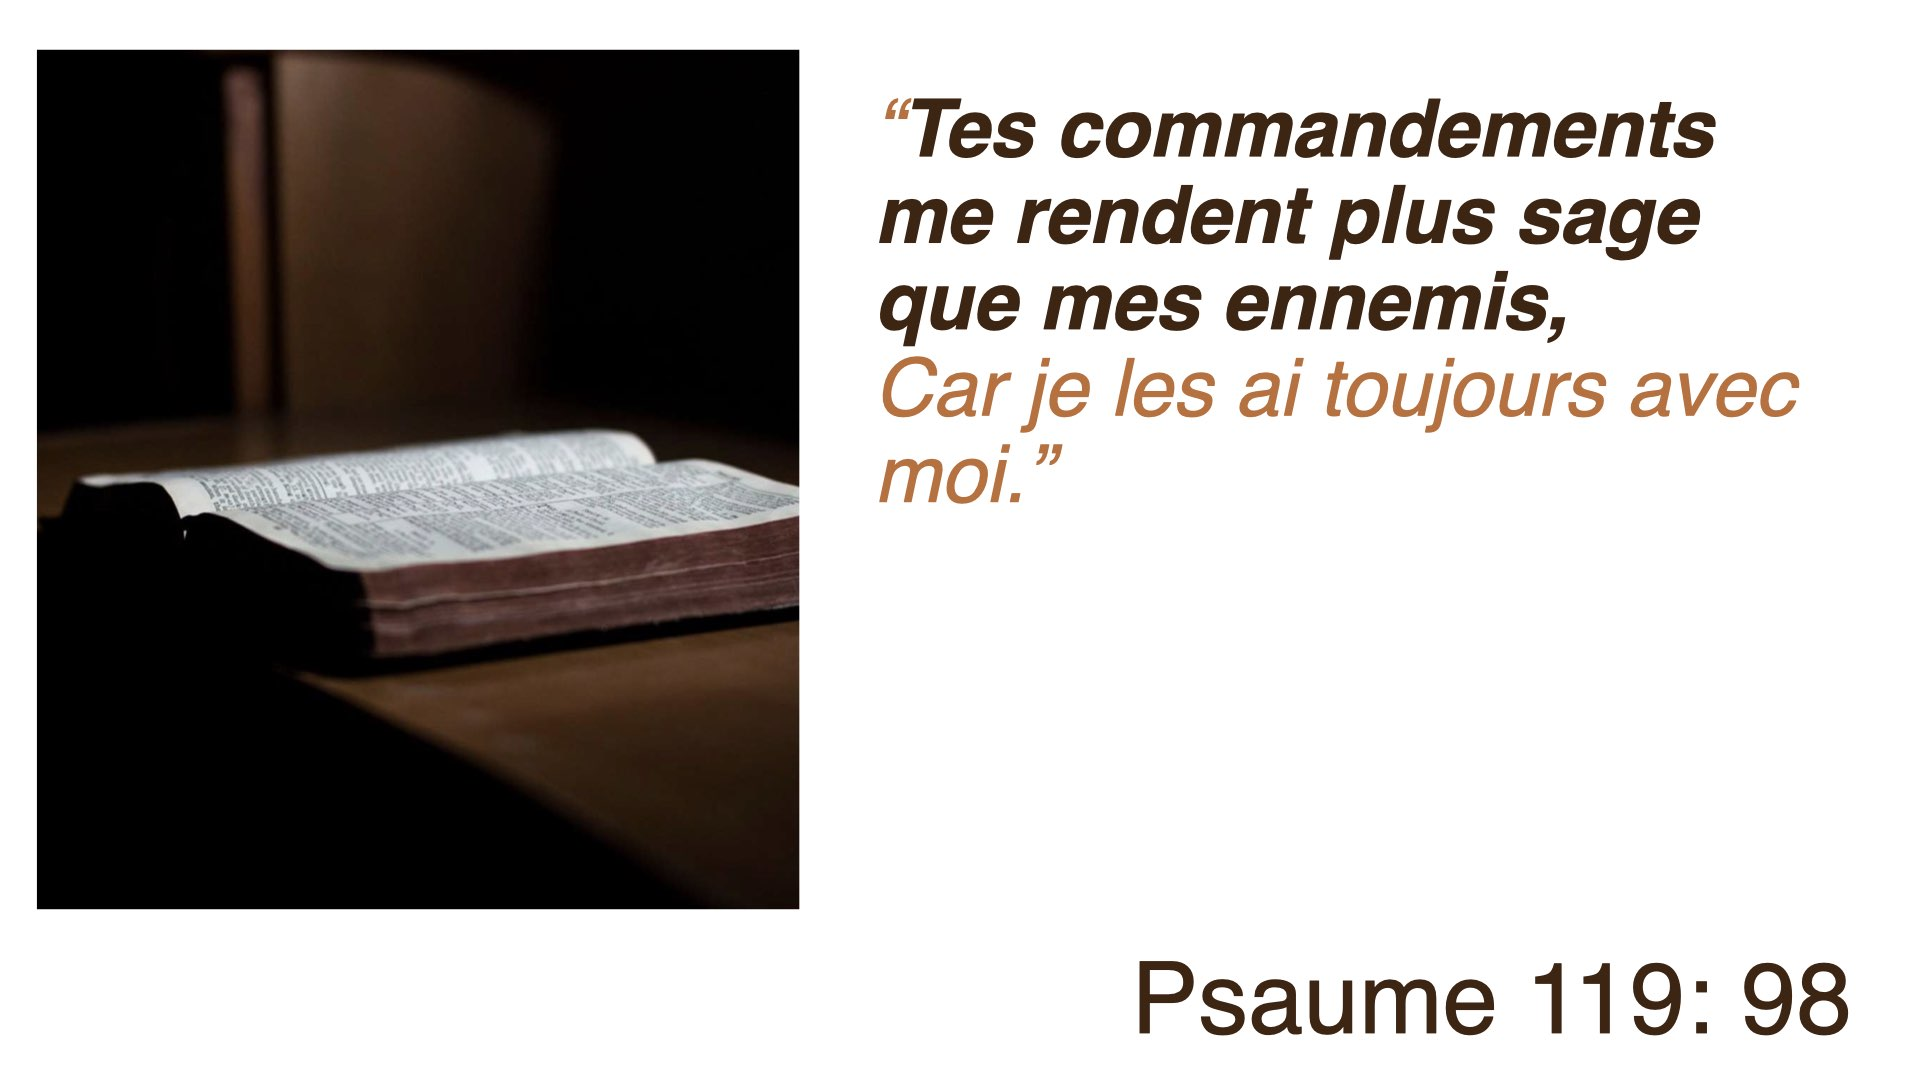 “Tes commandements
me rendent plus sage
que mes ennemis,
Car je les ai toujours avec
moi.”
Psaume 119: 98